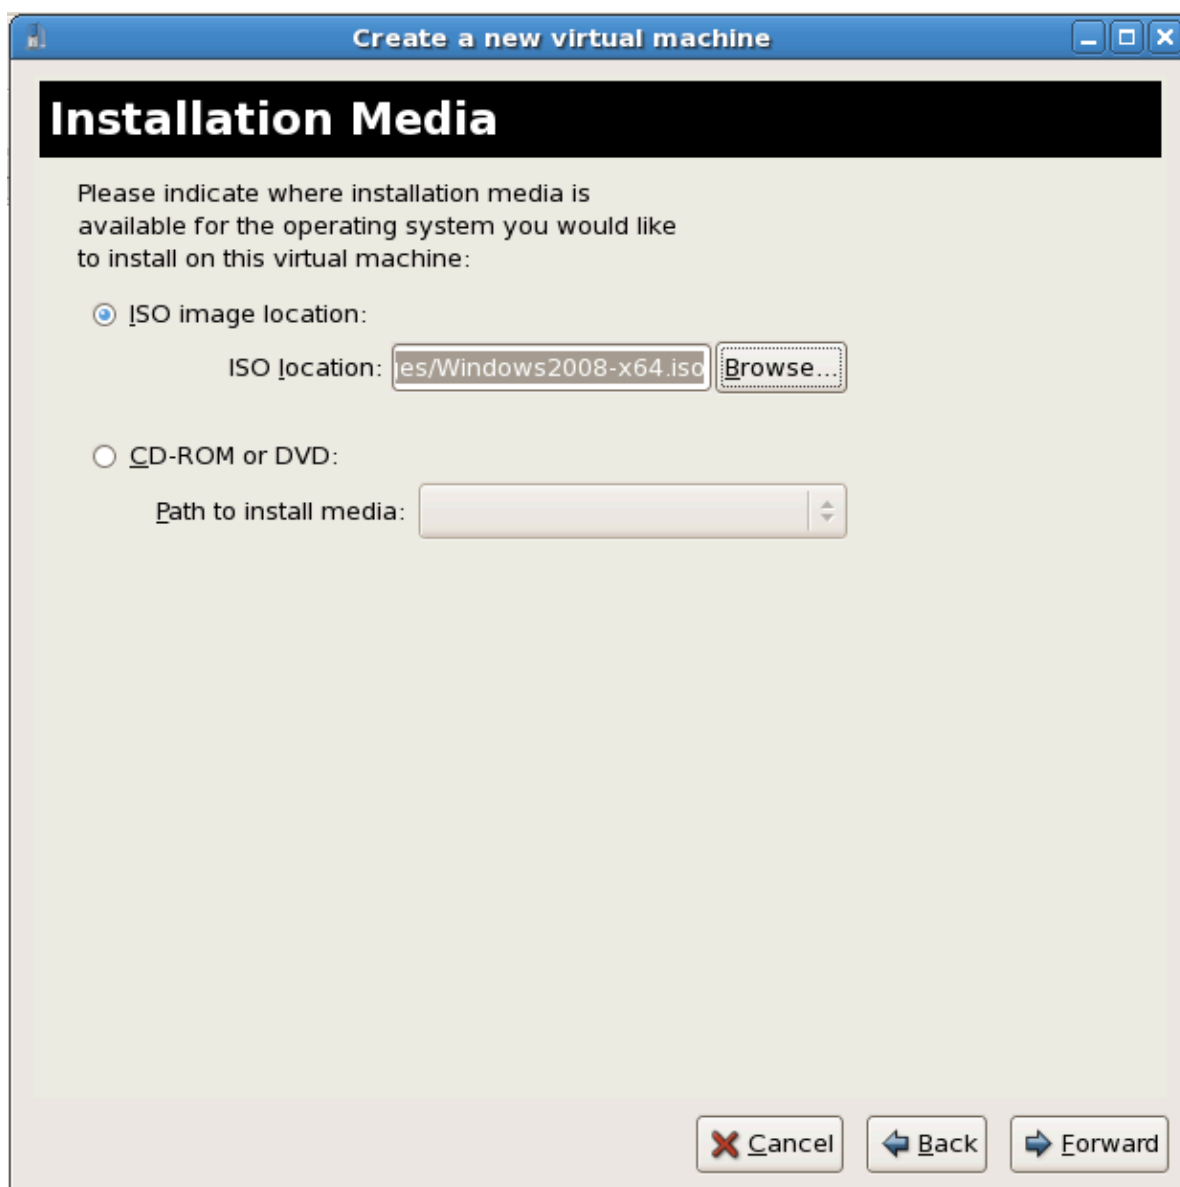 Create a new virtual machine
Installation Media
Please indicate where installation media is
available for the operating system you would like
to install on this virtual machine:
ISO image location:
ISO location: es/Windows2008-x64.iso Browse...
CD-ROM or DVD:
Path to install media:
Cancel Back Forward